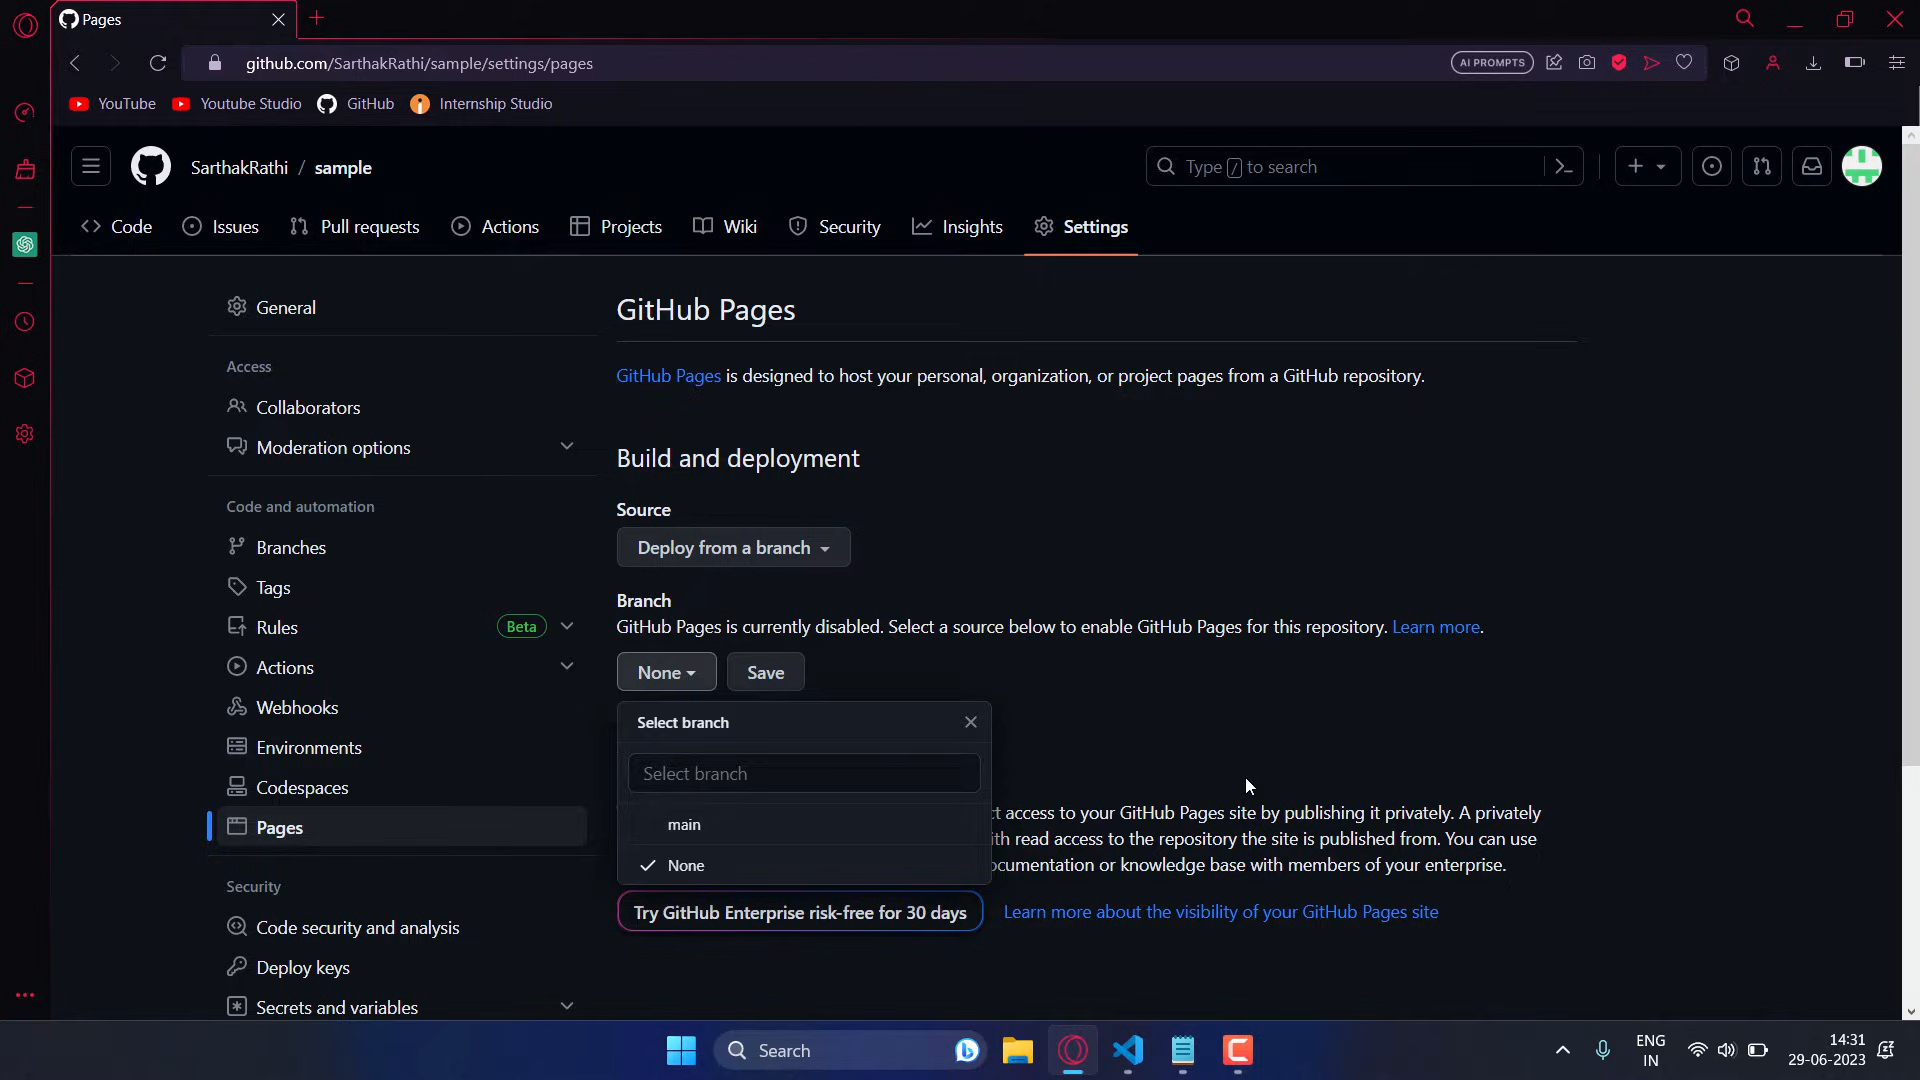 Pages
github.com/SarthakRathi/sample/settings/pages
AI PROMPTS
YouTube
Youtube Studio
GitHub
Internship Studio
SarthakRathi / sample
Type / to search
Code
Issues
Pull requests
Actions
Projects
Wiki
Security
Insights
Settings
General
Access
Collaborators
Moderation options
Code and automation
Branches
Tags
Rules
Beta
Actions
Webhooks
Environments
Codespaces
Pages
Security
Code security and analysis
Deploy keys
Secrets and variables
GitHub Pages
GitHub Pages is designed to host your personal, organization, or project pages from a GitHub repository.
Build and deployment
Source
Deploy from a branch
Branch
GitHub Pages is currently disabled. Select a source below to enable GitHub Pages for this repository. Learn more.
None
Save
Select branch
Select branch
main
None
ct access to your GitHub Pages site by publishing it privately. A privately
ith read access to the repository the site is published from. You can use
ocumentation or knowledge base with members of your enterprise.
Try GitHub Enterprise risk-free for 30 days
Learn more about the visibility of your GitHub Pages site
Search
ENG
IN
14:31
29-06-2023